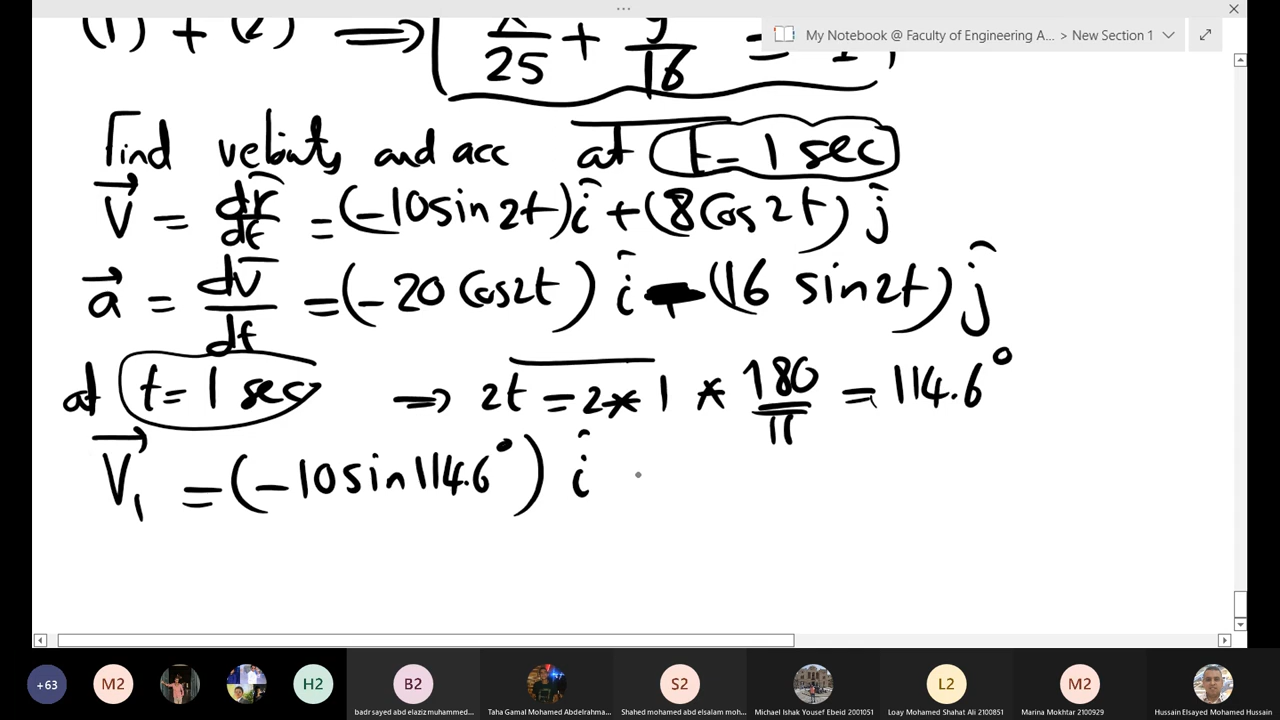 My Notebook @ Faculty of Engineering A... > New Section 1
(1) + (2) ⟹ x/25 + y/16 = 1
Find velocity and acc at t = 1 sec
V = dr/dt = (-10 sin 2t) i + (8 Cos 2t) j
a = dv/dt = (-20 Cos 2t) i - (16 sin 2t) j
at t = 1 sec ⟹ 2t = 2 * 1 * 180/π = 114.6°
V₁ = (-10 sin 114.6°) i
+63 M2 H2 B2 S2 L2 M2
badr sayed abd elaziz muhammed... Taha Gamal Mohamed Abdelrahma... Shahed mohamed abd elsalam moh... Michael Ishak Yousef Ebeid 2001051 Loay Mohamed Shahat Ali 2100851 Marina Mokhtar 2100929 Hussain Elsayed Mohamed Hussain